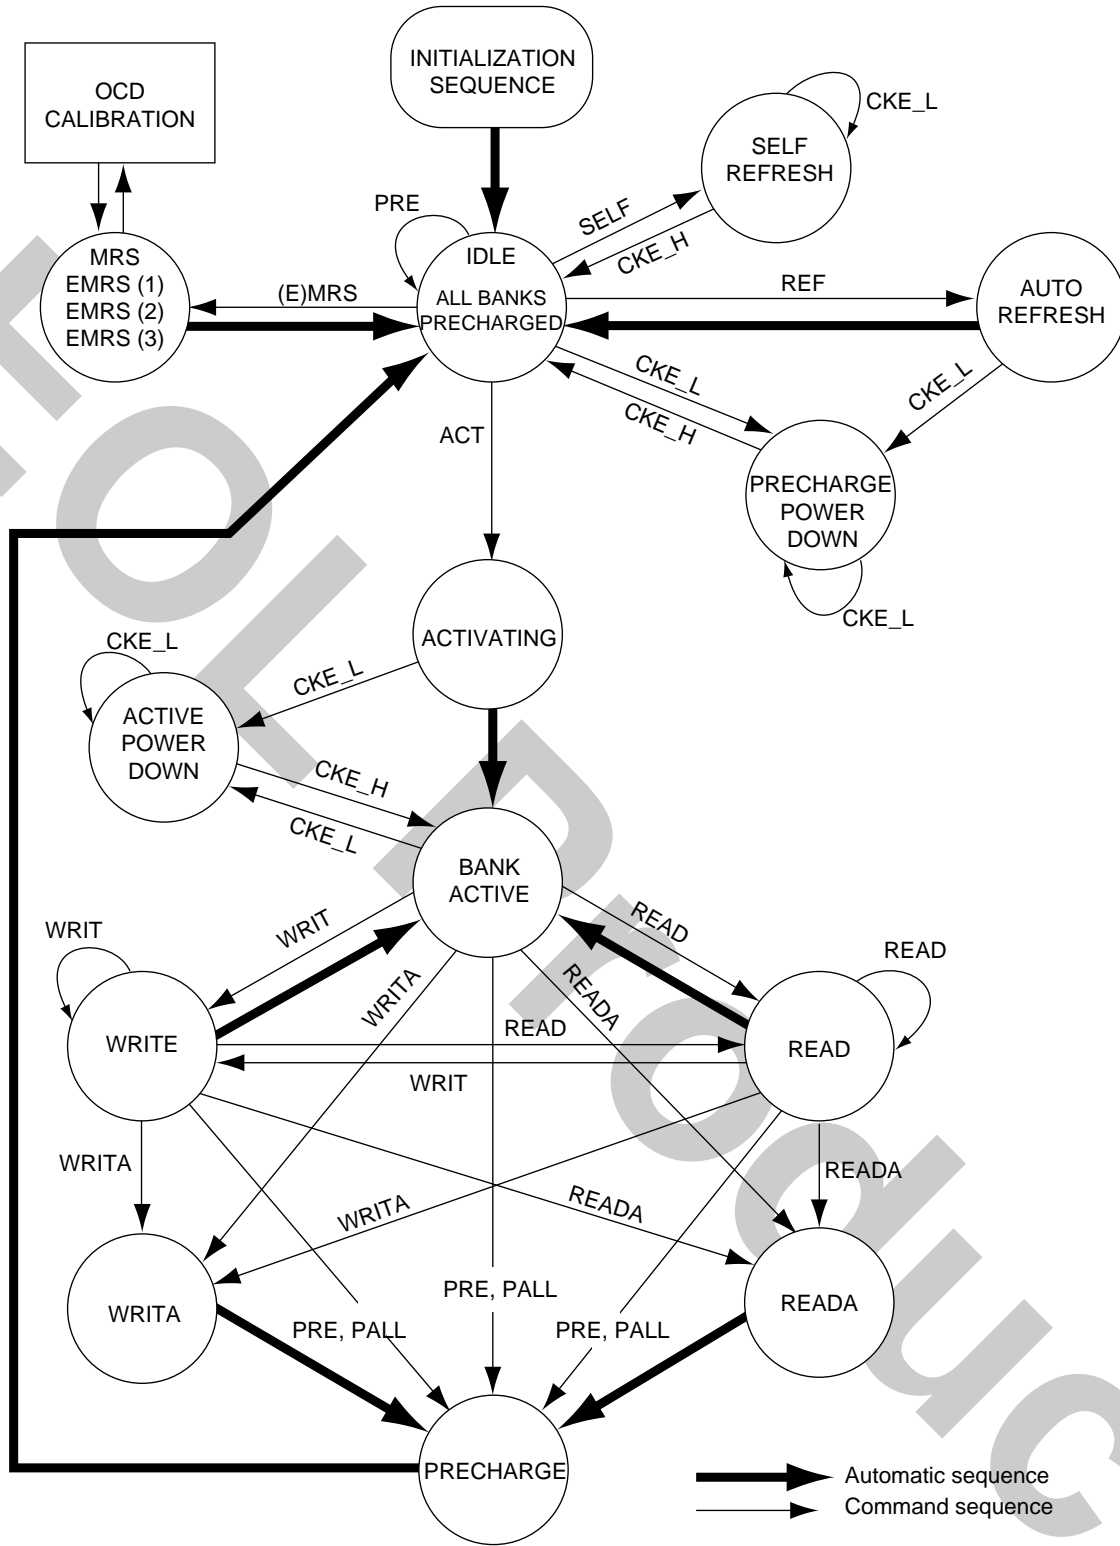 INITIALIZATION
SEQUENCE
OCD
CALIBRATION
CKE_L
SELF
REFRESH
PRE
SELF
CKE_H
IDLE
ALL BANKS
PRECHARGED
MRS
EMRS (1)
EMRS (2)
EMRS (3)
(E)MRS
REF
AUTO
REFRESH
CKE_L
CKE_H
CKE_L
ACT
PRECHARGE
POWER
DOWN
CKE_L
ACTIVATING
CKE_L
CKE_L
ACTIVE
POWER
DOWN
CKE_H
CKE_L
BANK
ACTIVE
WRIT
WRIT
READ
READ
WRITA
READA
WRITE
READ
READ
WRIT
WRITA
READA
WRITA
READA
WRITA
READA
PRE, PALL
PRE, PALL
PRE, PALL
PRECHARGE
Automatic sequence
Command sequence
L Product